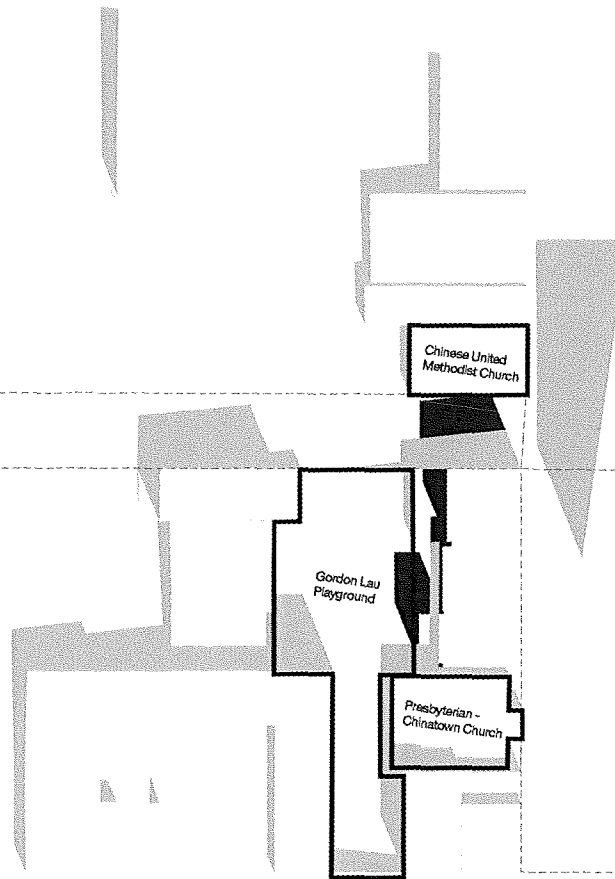 Chinese United
Methodist Church
Gordon Lau
Playground
Presbyterian -
Chinatown Church